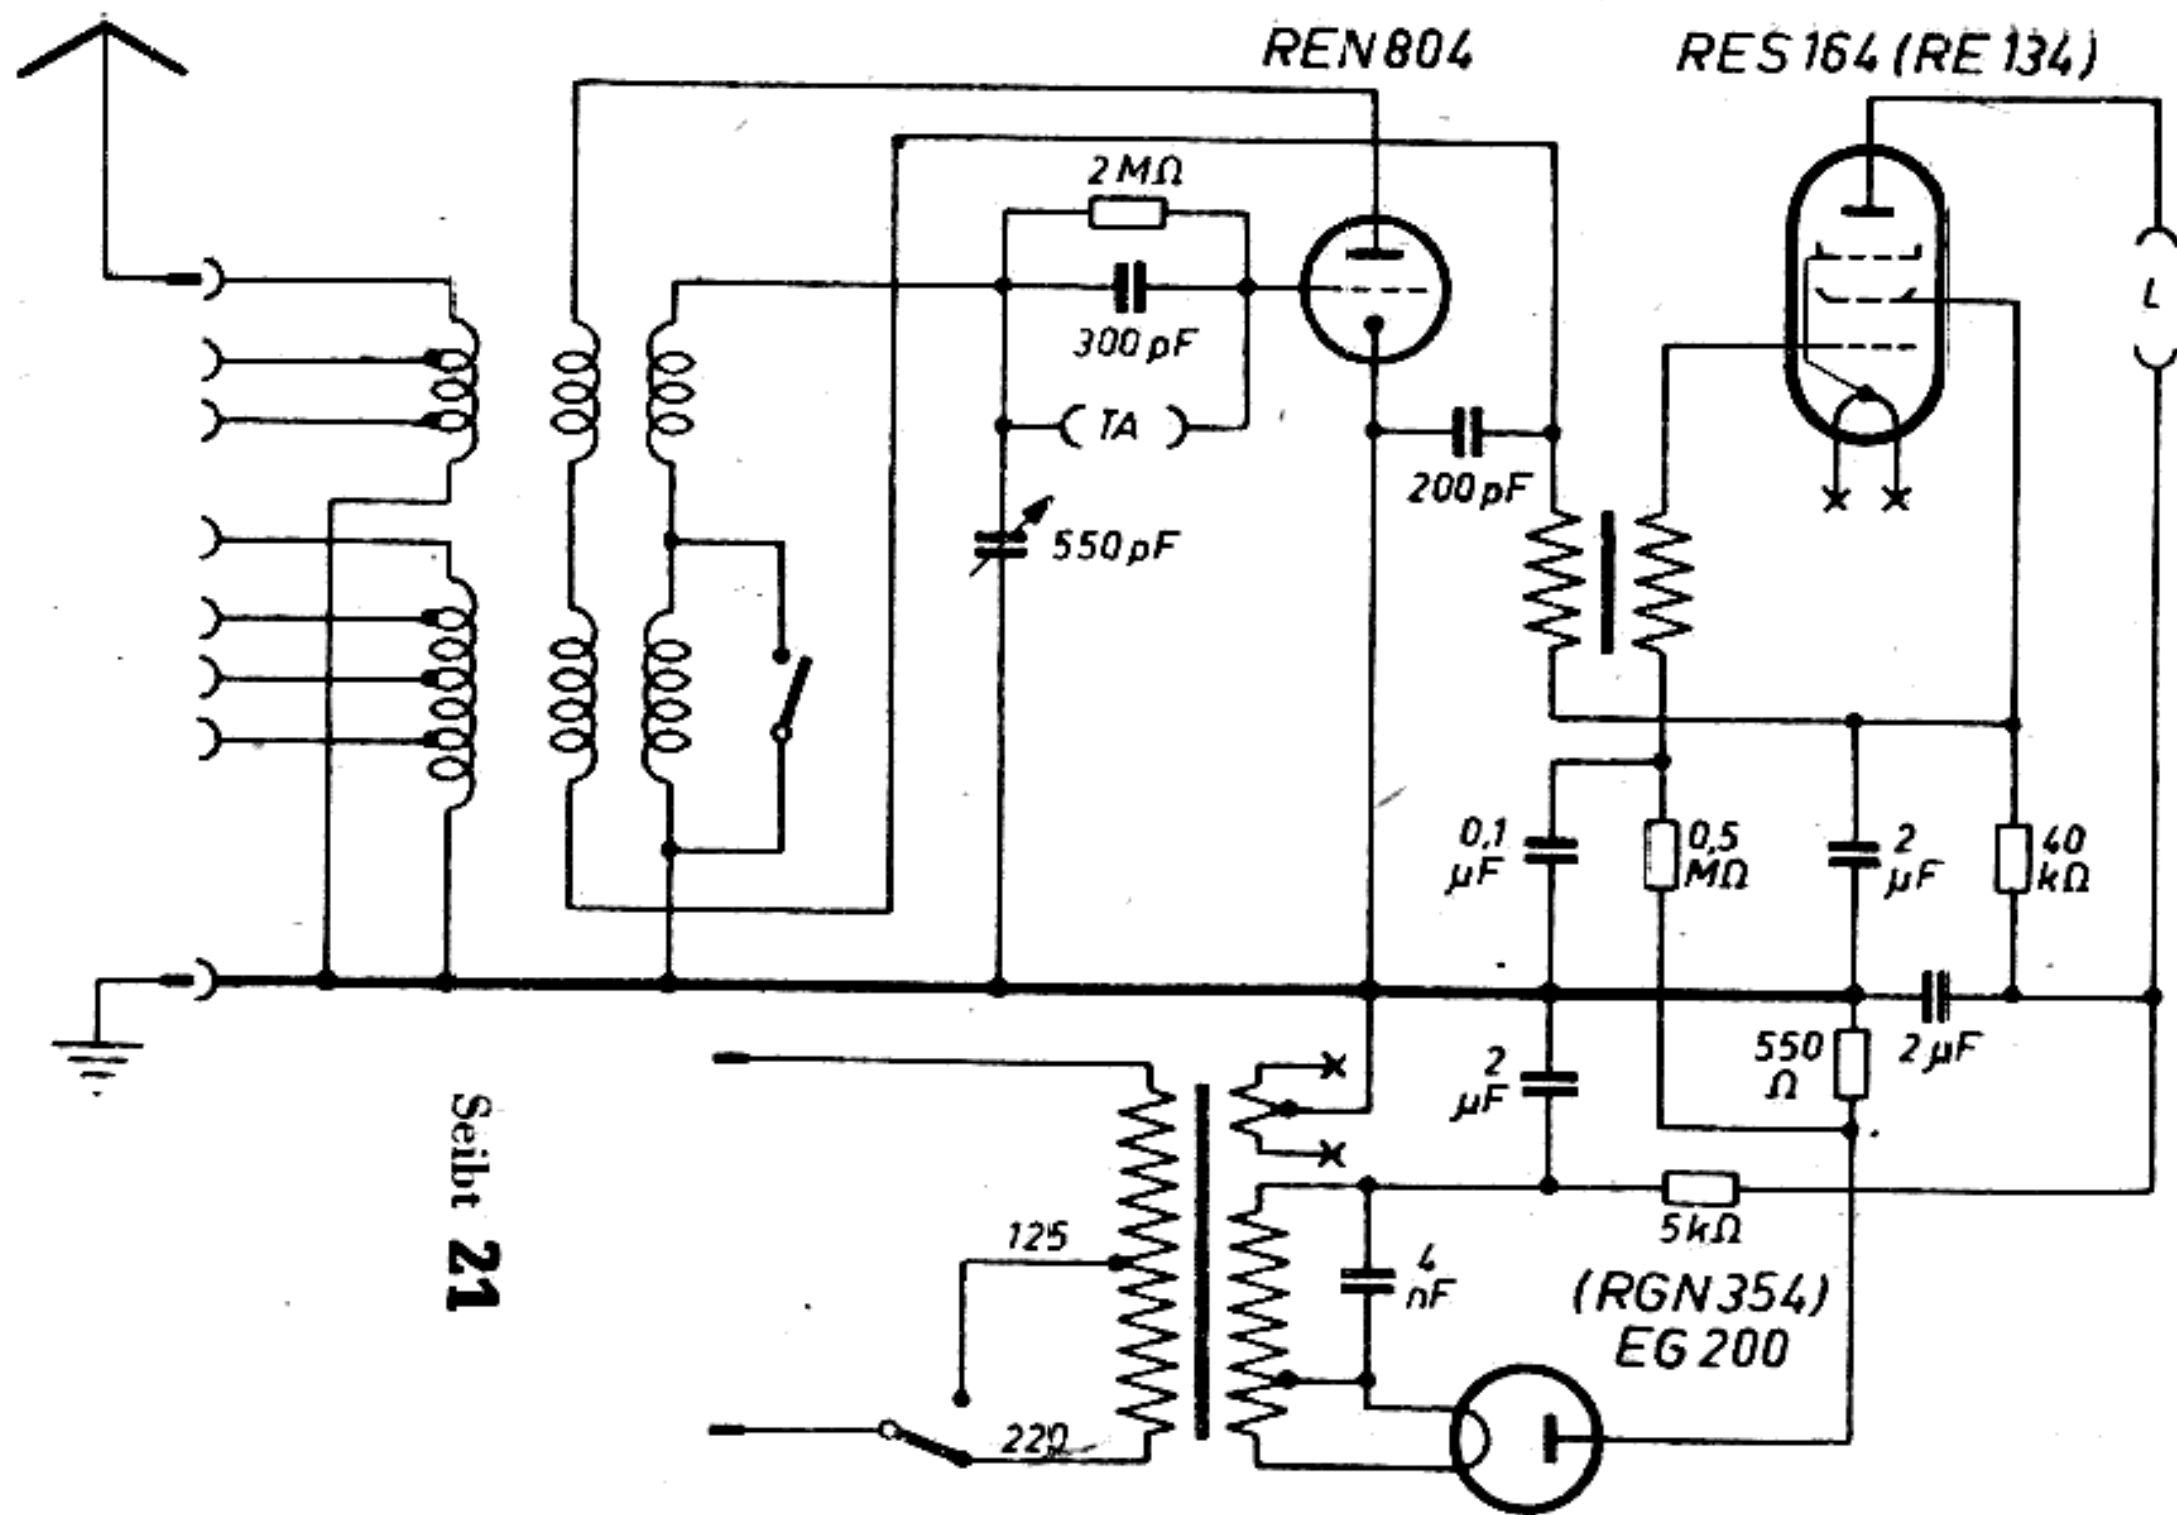 REN 804
RES 164 (RE 134)
2 MΩ
300 pF
TA
L
200 pF
550 pF
0,1
µF
0,5
MΩ
2
µF
40
kΩ
550
Ω
2 µF
2
µF
5 kΩ
125
4
nF
(RGN 354)
EG 200
220
Seibt 21